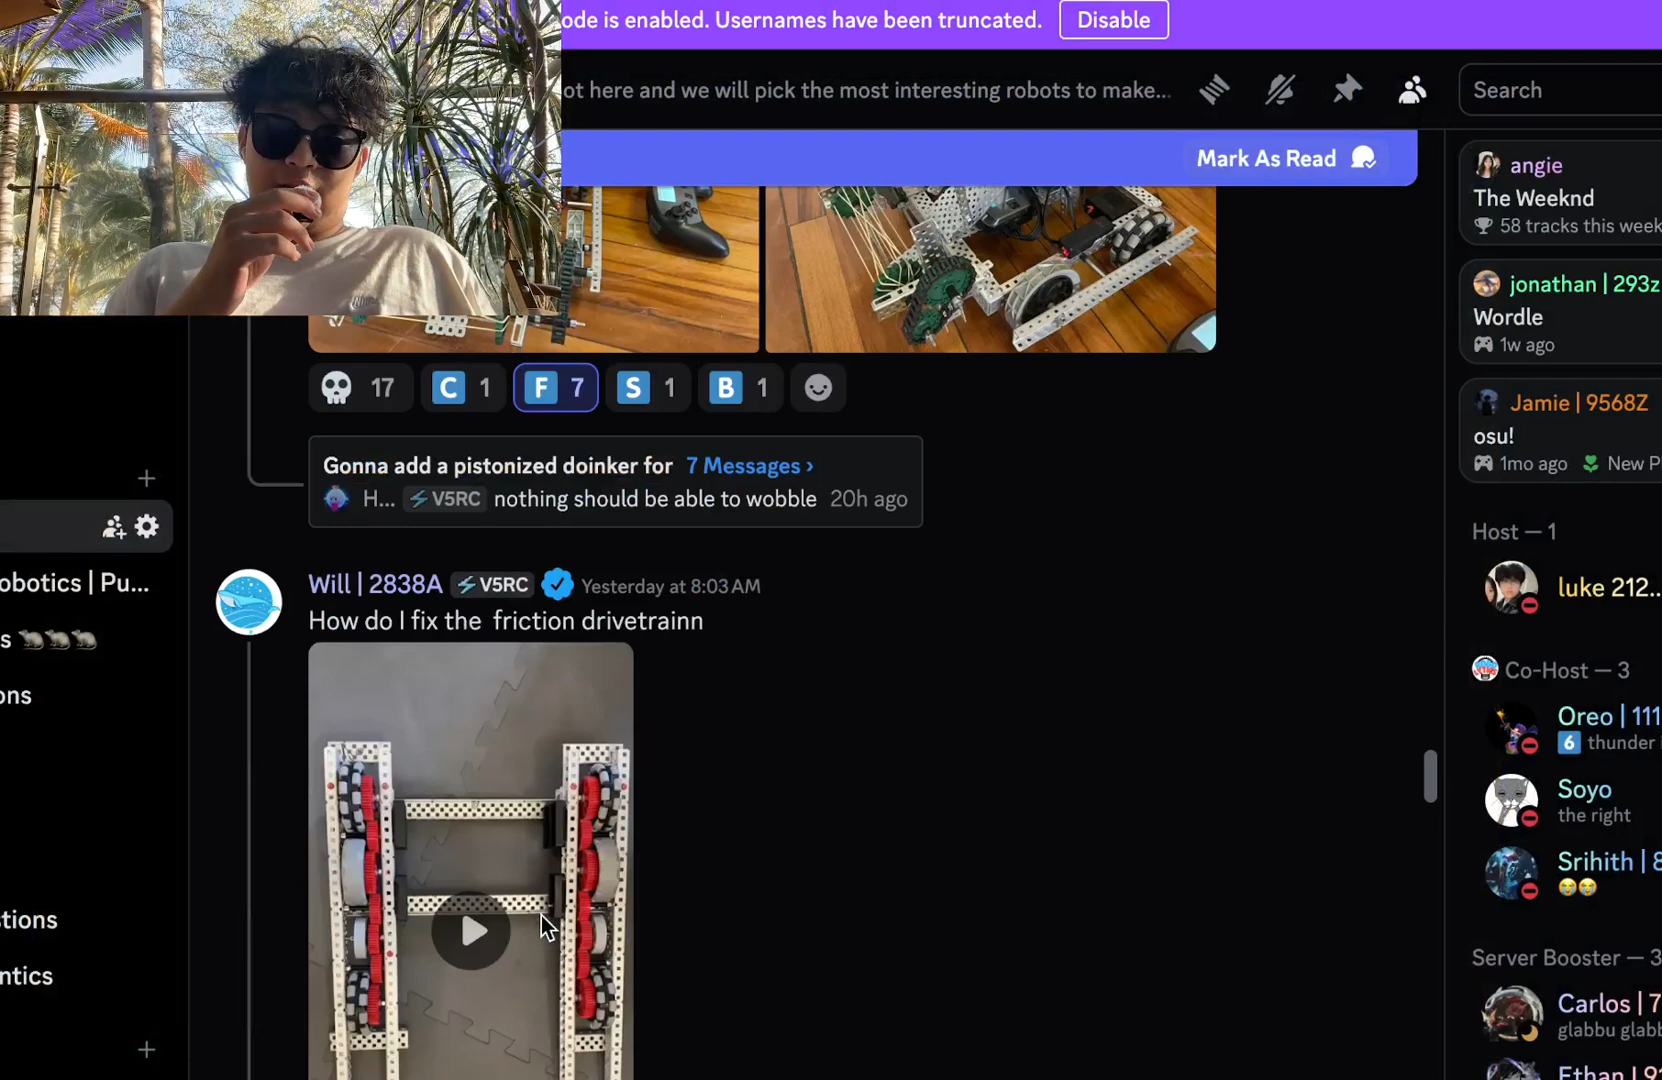 ode is enabled. Usernames have been truncated.
Disable
ot here and we will pick the most interesting robots to make...
Search
Mark As Read
angie
The Weeknd
58 tracks this week
jonathan | 293z
Wordle
1w ago
17
C 1
F 7
S 1
B 1
Jamie | 9568Z
osu!
1mo ago
New P
Gonna add a pistonized doinker for 7 Messages ›
H... V5RC nothing should be able to wobble 20h ago
Host — 1
luke 212...
obotics | Pu...
s
ons
stions
ntics
Will | 2838A V5RC Yesterday at 8:03 AM
How do I fix the friction drivetrainn
Co-Host — 3
Oreo | 111
6 thunder
Soyo
the right
Srihith | 8
Server Booster — 3
Carlos | 7
glabbu glabb
Ethan | 9